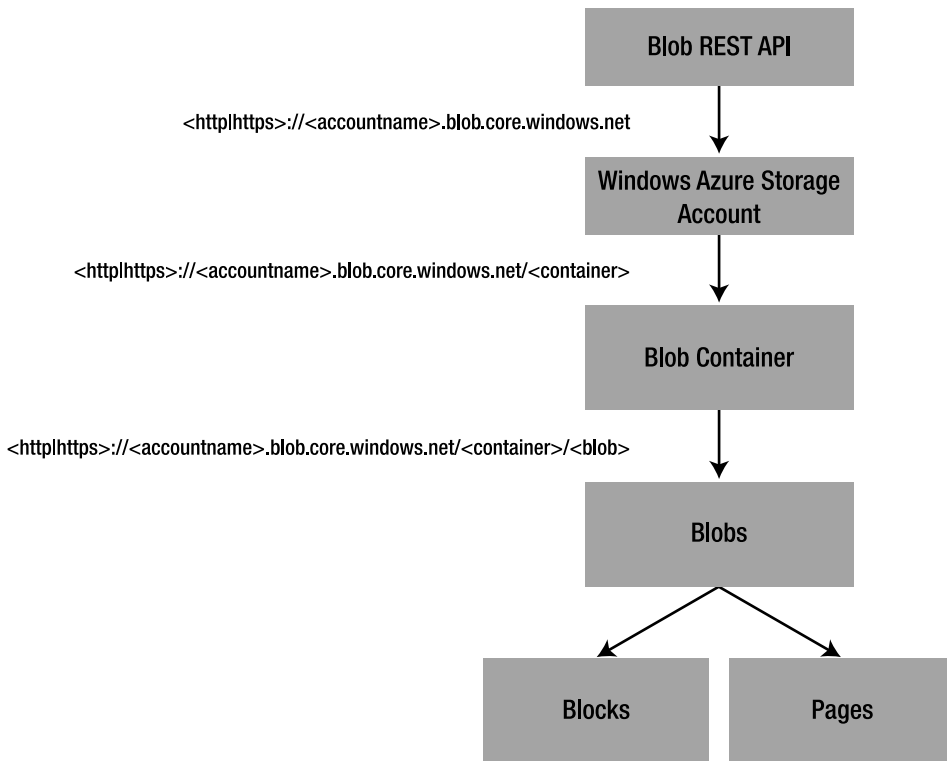 Blob REST API
<http|https>://<accountname>.blob.core.windows.net
Windows Azure Storage
Account
<http|https>://<accountname>.blob.core.windows.net/<container>
Blob Container
<http|https>://<accountname>.blob.core.windows.net/<container>/<blob>
Blobs
Blocks
Pages